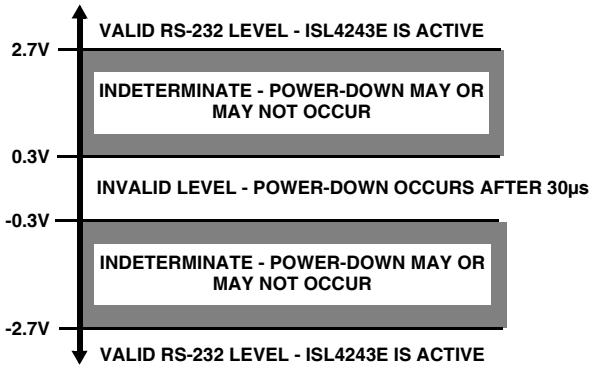 VALID RS-232 LEVEL - ISL4243E IS ACTIVE
2.7V
INDETERMINATE - POWER-DOWN MAY OR
MAY NOT OCCUR
0.3V
INVALID LEVEL - POWER-DOWN OCCURS AFTER 30µs
-0.3V
INDETERMINATE - POWER-DOWN MAY OR
MAY NOT OCCUR
-2.7V
VALID RS-232 LEVEL - ISL4243E IS ACTIVE